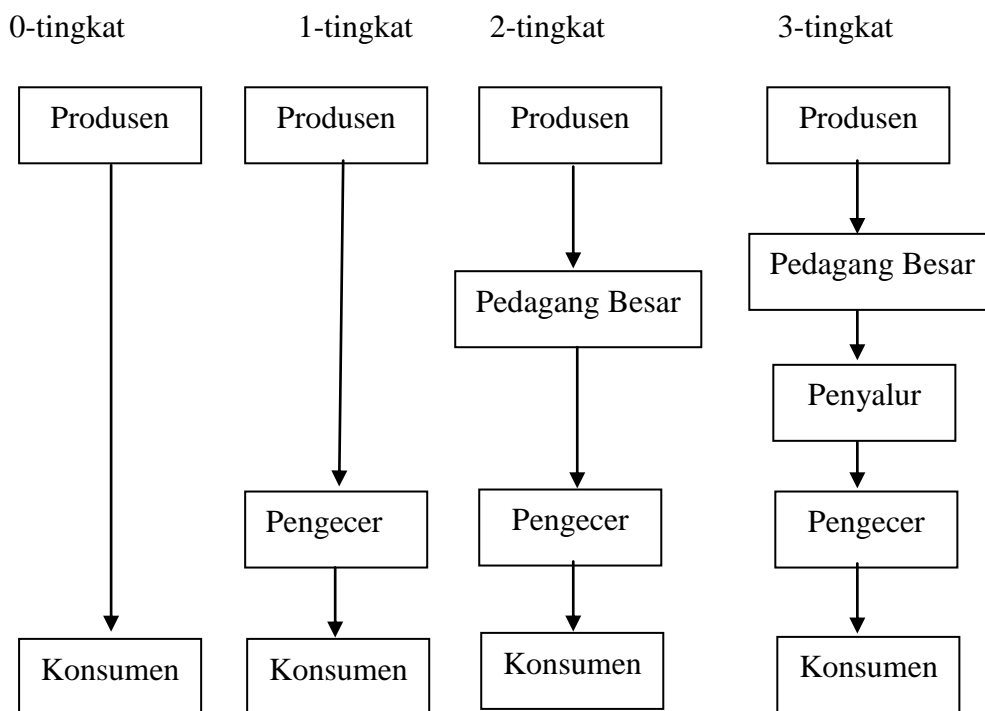 0-tingkat 1-tingkat 2-tingkat 3-tingkat
Produsen Produsen Produsen Produsen
Pedagang Besar
Pedagang Besar
Penyalur
Pengecer Pengecer Pengecer
Konsumen Konsumen Konsumen Konsumen